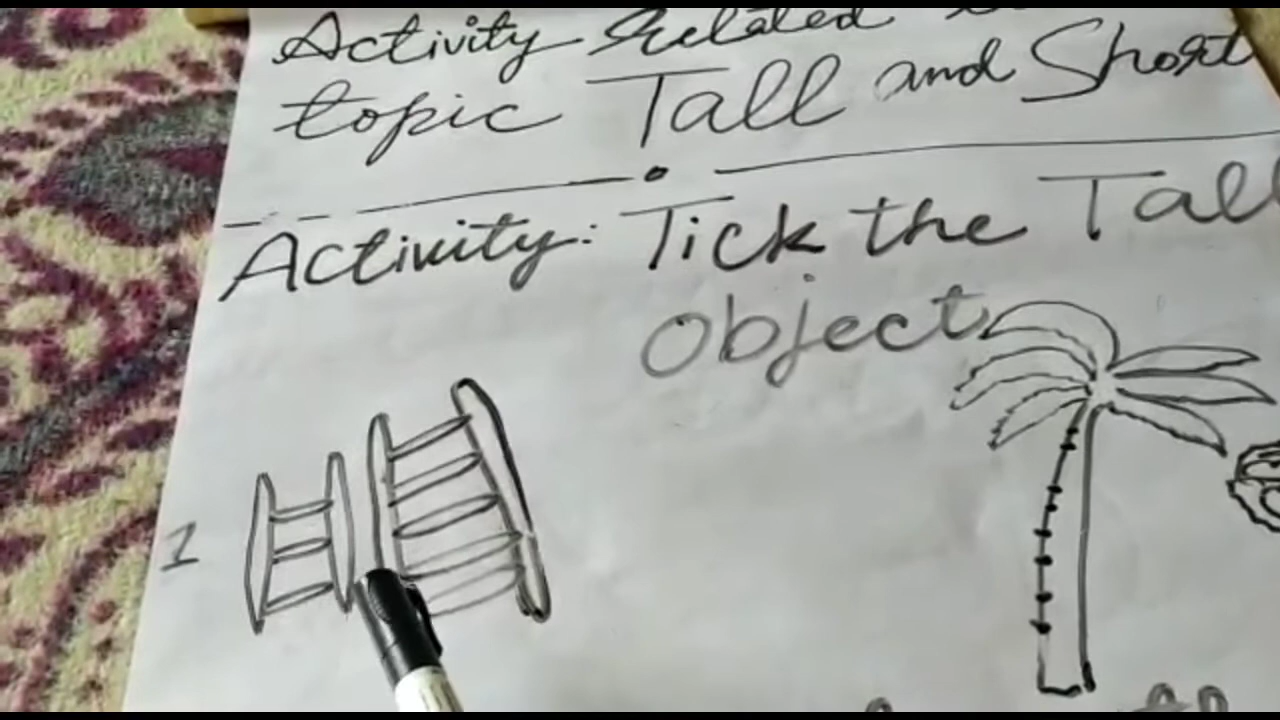 Activity Related
topic Tall and Short
Activity: Tick the Tall
object
1